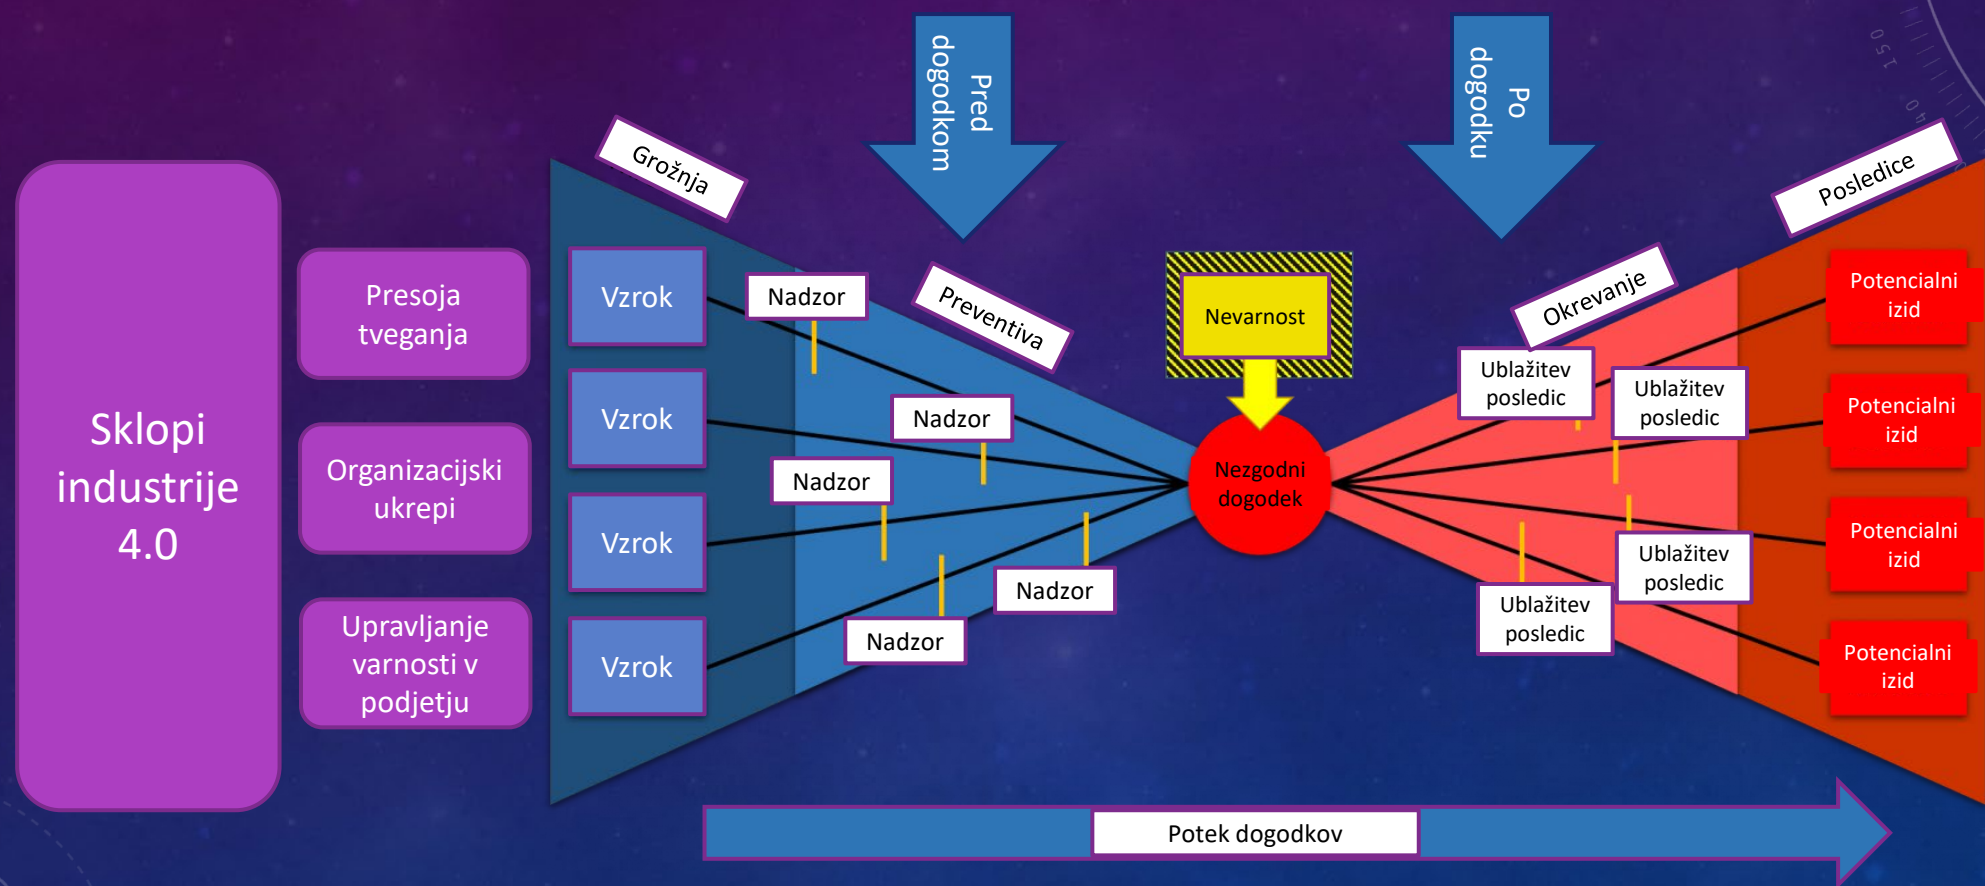 Pred
dogodkom
Po
dogodku
150
Grožnja
Posledice
Sklopi
industrije
4.0
Presoja
tveganja
Organizacijski
ukrepi
Upravljanje
varnosti v
podjetju
Vzrok
Vzrok
Vzrok
Vzrok
Nadzor
Preventiva
Nadzor
Nadzor
Nadzor
Nadzor
Nevarnost
Nezgodni
dogodek
Okrevanje
Ublažitev
posledic
Ublažitev
posledic
Ublažitev
posledic
Ublažitev
posledic
Potencialni
izid
Potencialni
izid
Potencialni
izid
Potencialni
izid
Potek dogodkov